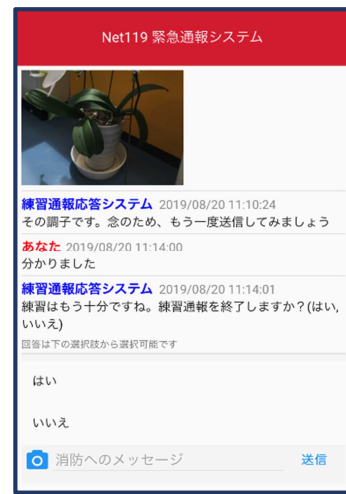 Net119 緊急通報システム
練習通報応答システム 2019/08/20 11:10:24
その調子です。念のため、もう一度送信してみましょう
あなた 2019/08/20 11:14:00
分かりました
練習通報応答システム 2019/08/20 11:14:01
練習はもう十分ですね。練習通報を終了しますか?(はい,
いいえ)
回答は下の選択肢から選択可能です
はい
いいえ
消防へのメッセージ 送信